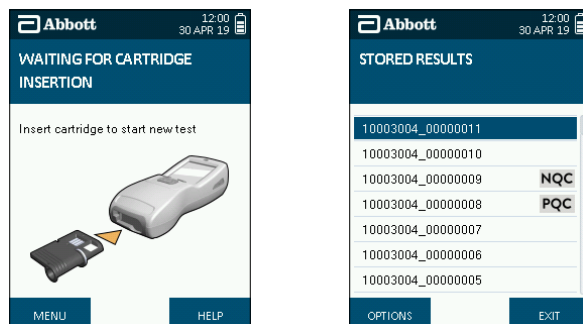 Abbott
12:00
30 APR 19
WAITING FOR CARTRIDGE
INSERTION
Insert cartridge to start new test
MENU
HELP
Abbott
12:00
30 APR 19
STORED RESULTS
10003004_00000011
10003004_00000010
10003004_00000009 NQC
10003004_00000008 PQC
10003004_00000007
10003004_00000006
10003004_00000005
OPTIONS
EXIT